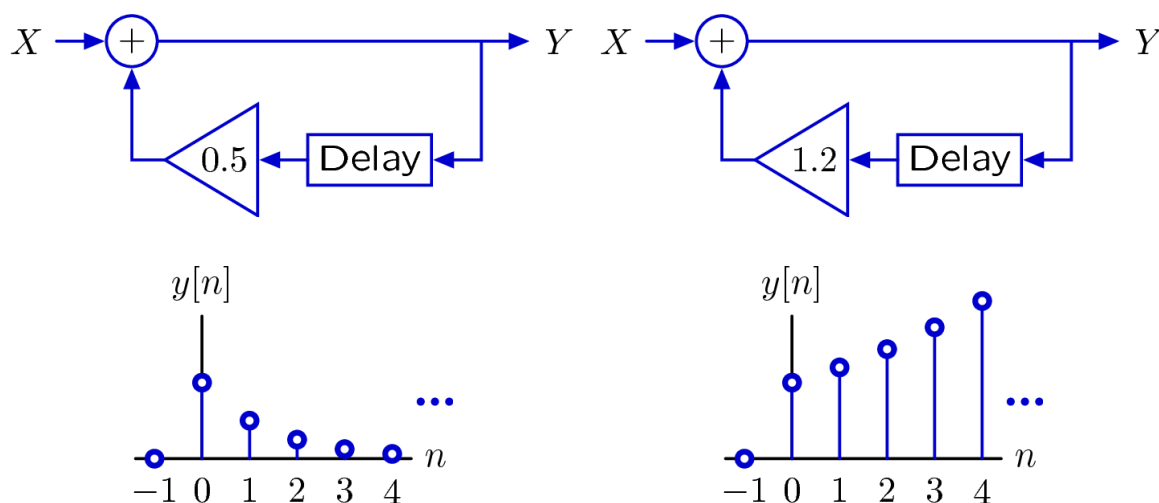 X + Y X + Y
0.5 Delay 1.2 Delay
y[n] y[n]
n n
−1 0 1 2 3 4 −1 0 1 2 3 4